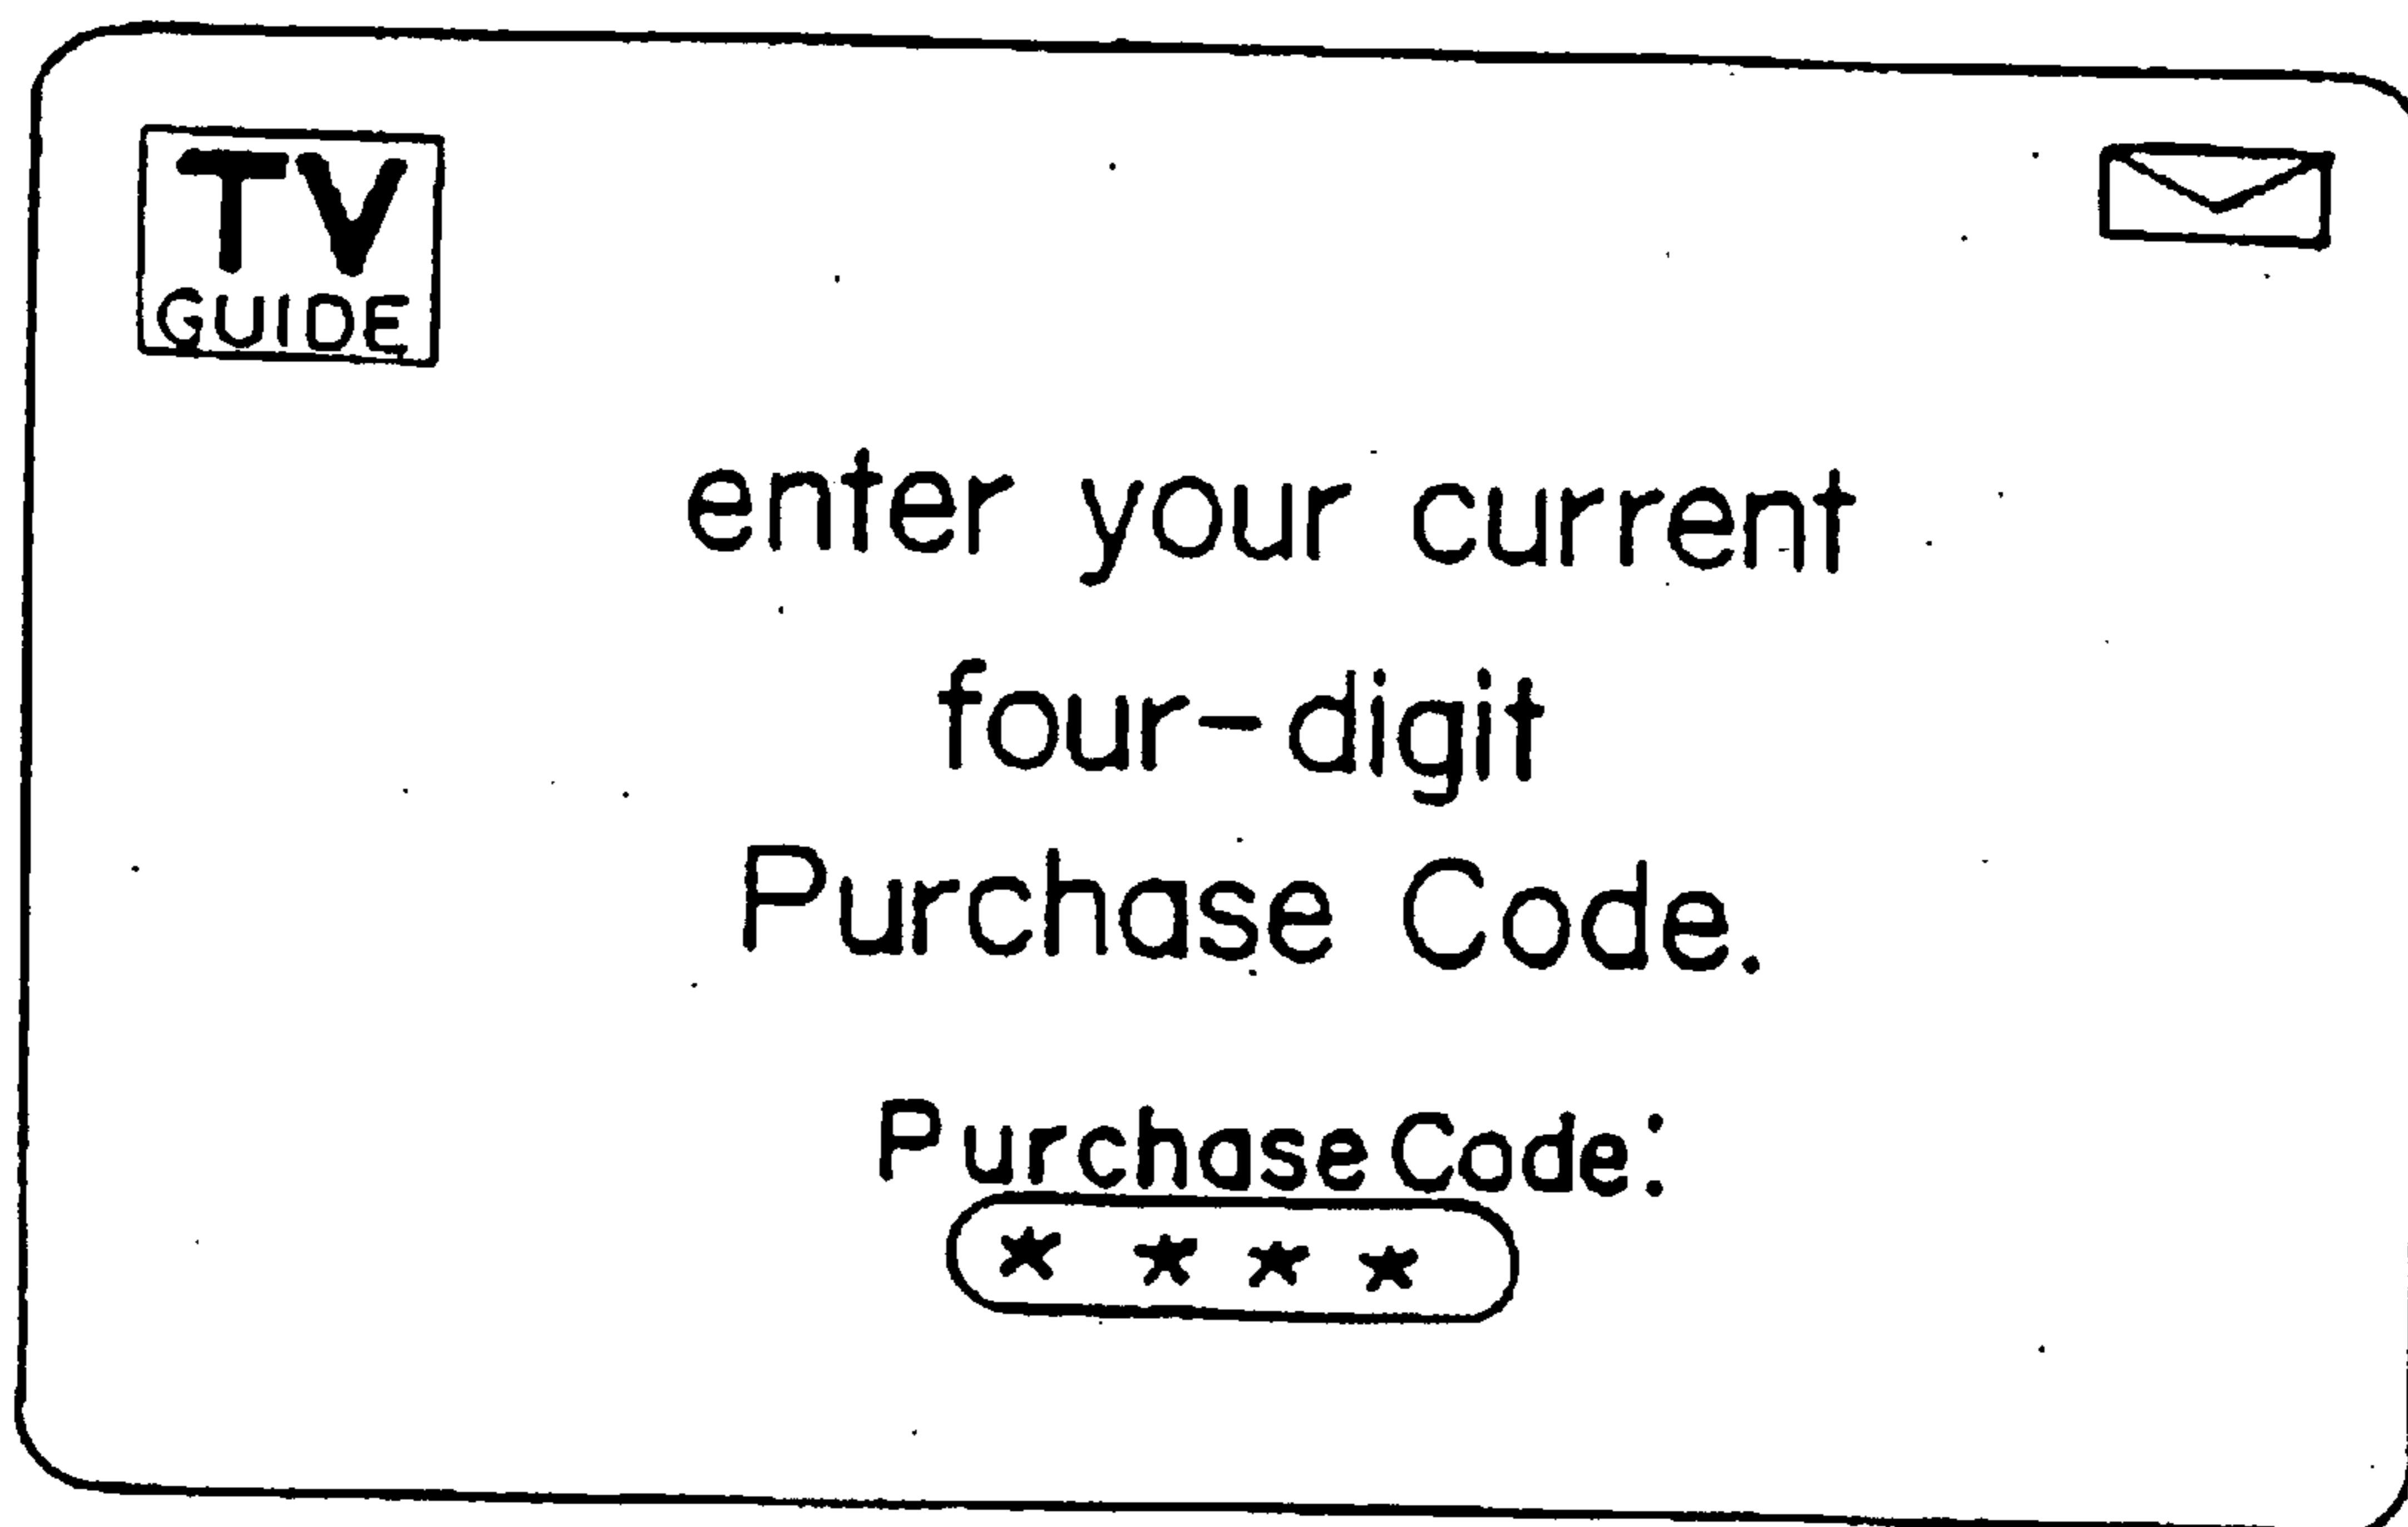 TV
GUIDE
enter your current
four-digit
Purchase Code.
Purchase Code:
* * * *